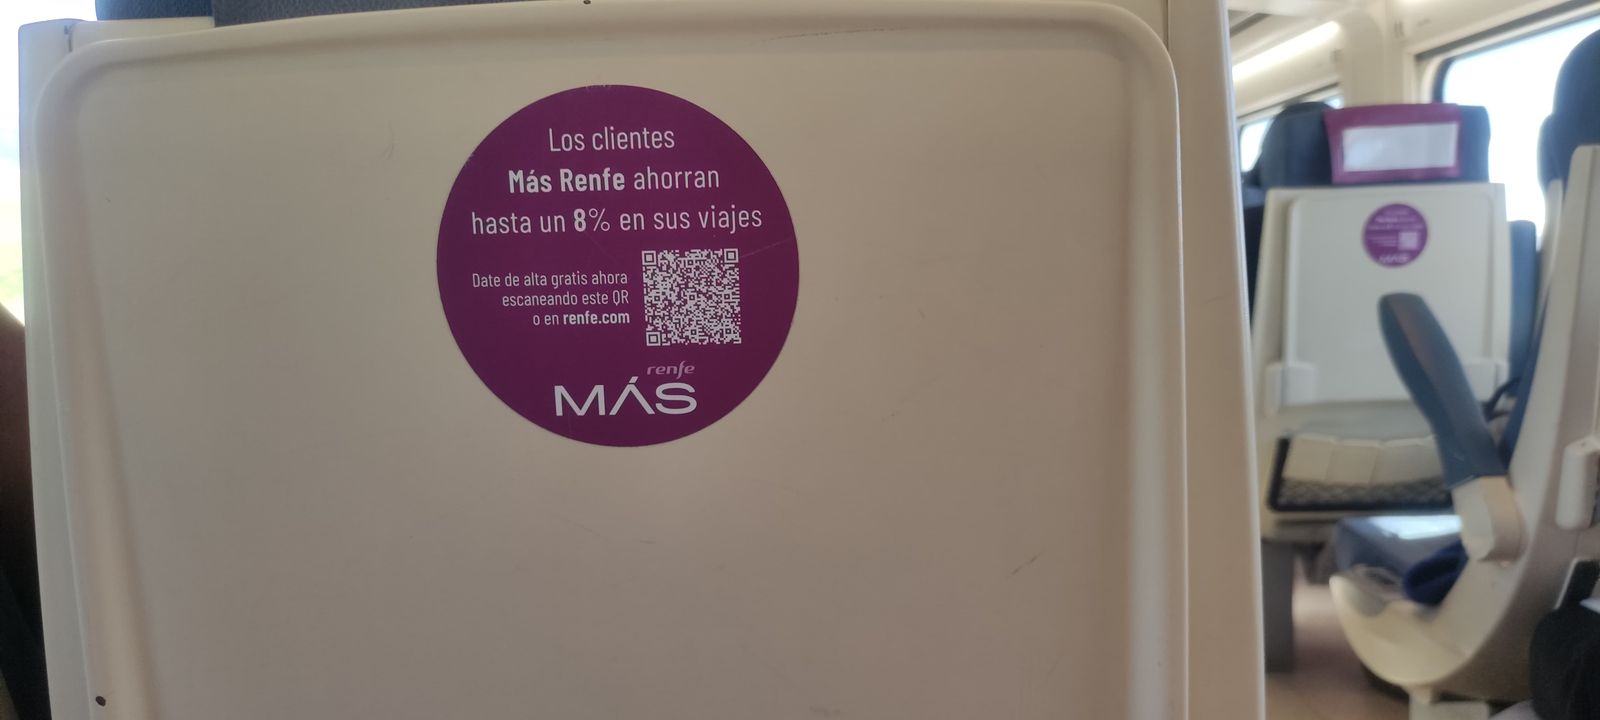 Los clientes
Más Renfe ahorran
hasta un 8% en sus viajes
Date de alta gratis ahora
escaneando este QR
o en renfe.com
renfe
MÁS
MÁS